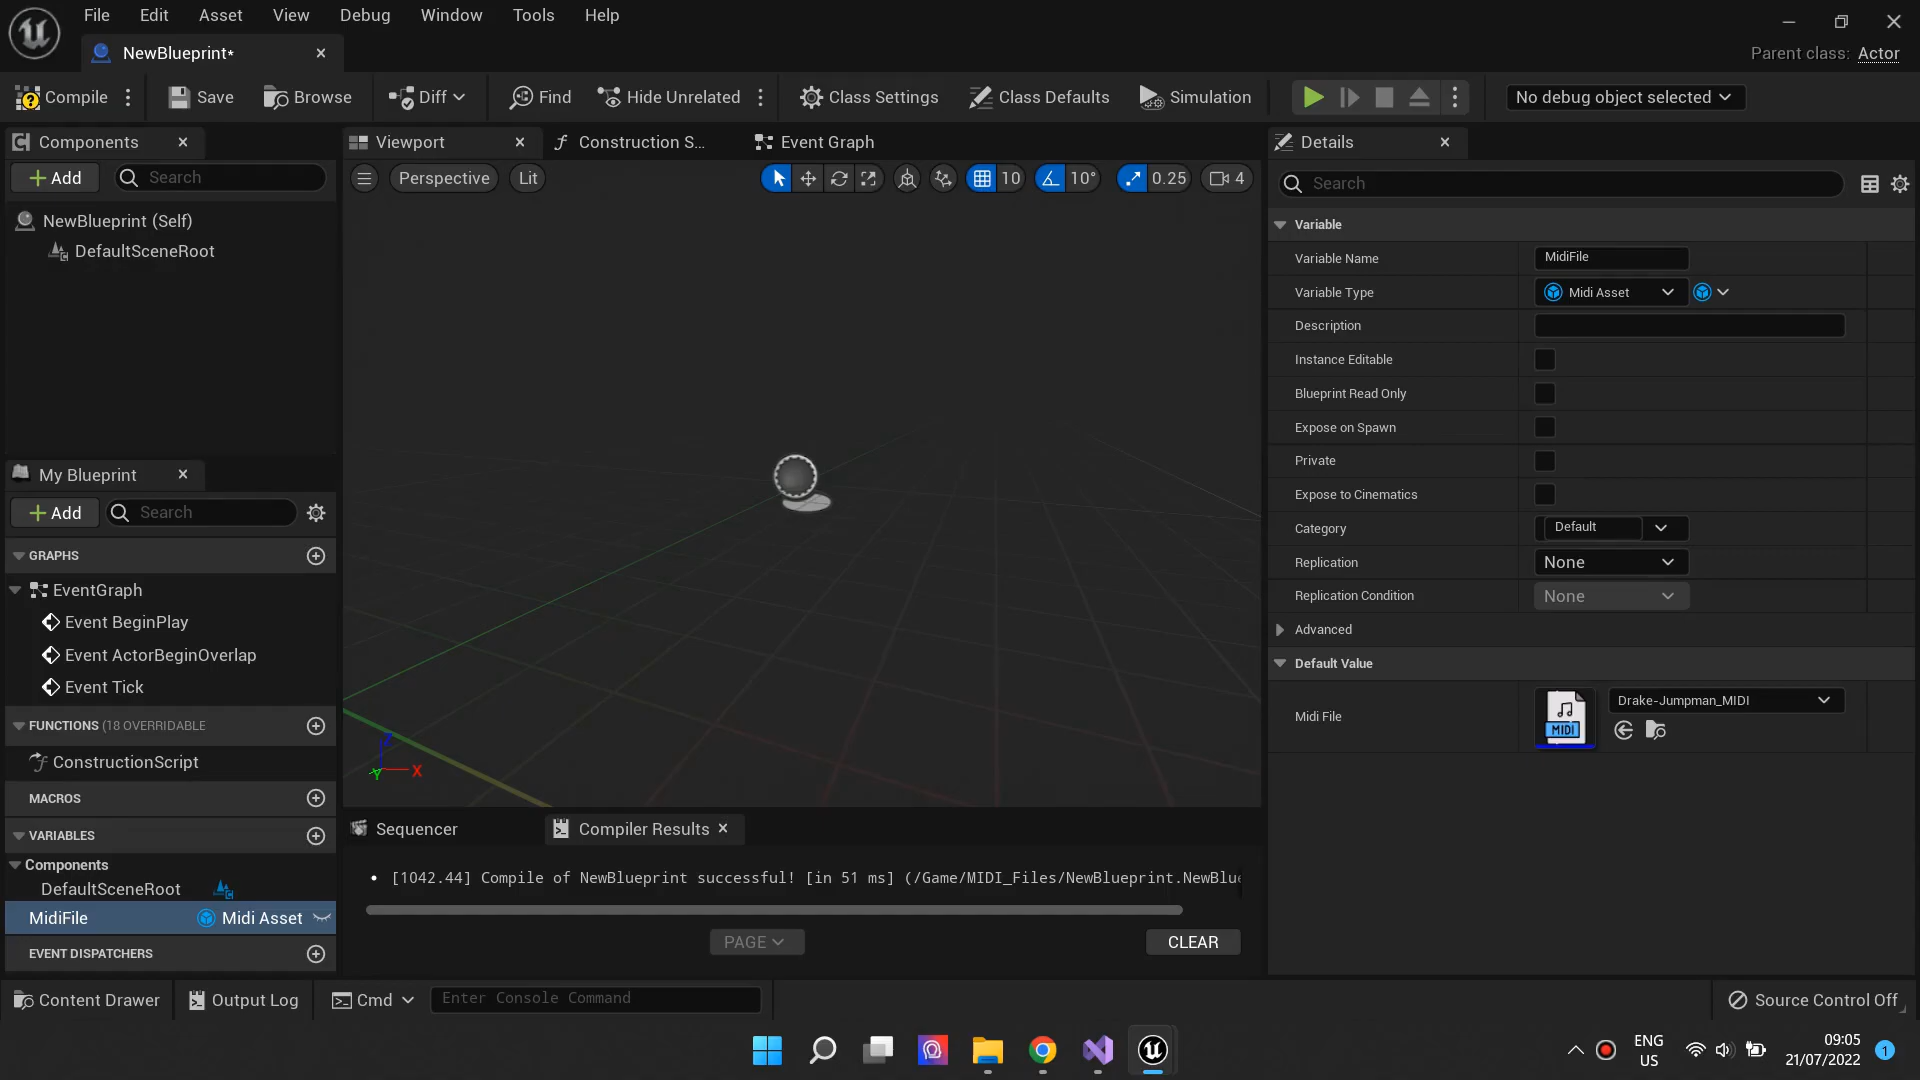 File Edit Asset View Debug Window Tools Help
NewBlueprint*
Parent class: Actor
Compile Save Browse Diff Find Hide Unrelated Class Settings Class Defaults Simulation No debug object selected
Components
Add Search
NewBlueprint (Self)
DefaultSceneRoot
My Blueprint
Add Search
GRAPHS
EventGraph
Event BeginPlay
Event ActorBeginOverlap
Event Tick
FUNCTIONS (18 OVERRIDABLE
ConstructionScript
MACROS
VARIABLES
Components
DefaultSceneRoot
MidiFile Midi Asset
EVENT DISPATCHERS
Viewport Construction S... Event Graph
Perspective Lit 10 10° 0.25 4
Z
Y X
Sequencer Compiler Results
• [1042.44] Compile of NewBlueprint successful! [in 51 ms] (/Game/MIDI_Files/NewBlueprint.NewBlue
PAGE CLEAR
Details
Search
Variable
Variable Name MidiFile
Variable Type Midi Asset
Description
Instance Editable
Blueprint Read Only
Expose on Spawn
Private
Expose to Cinematics
Category Default
Replication None
Replication Condition None
Advanced
Default Value
Midi File MIDI Drake-Jumpman_MIDI
Content Drawer Output Log Cmd Enter Console Command Source Control Off
ENG
US
09:05
21/07/2022
1